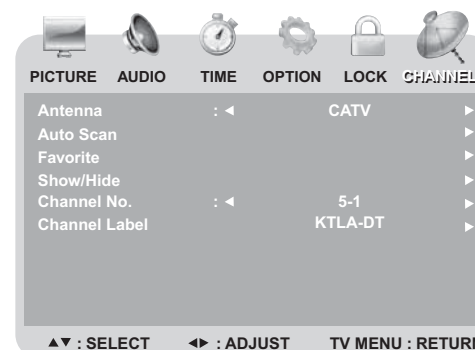 PICTURE AUDIO TIME OPTION LOCK CHANNEL
Antenna : ◀ CATV ▶
Auto Scan ▶
Favorite ▶
Show/Hide ▶
Channel No. : ◀ 5-1 ▶
Channel Label KTLA-DT ▶
▲▼ : SELECT ◀▶ : ADJUST TV MENU : RETURN